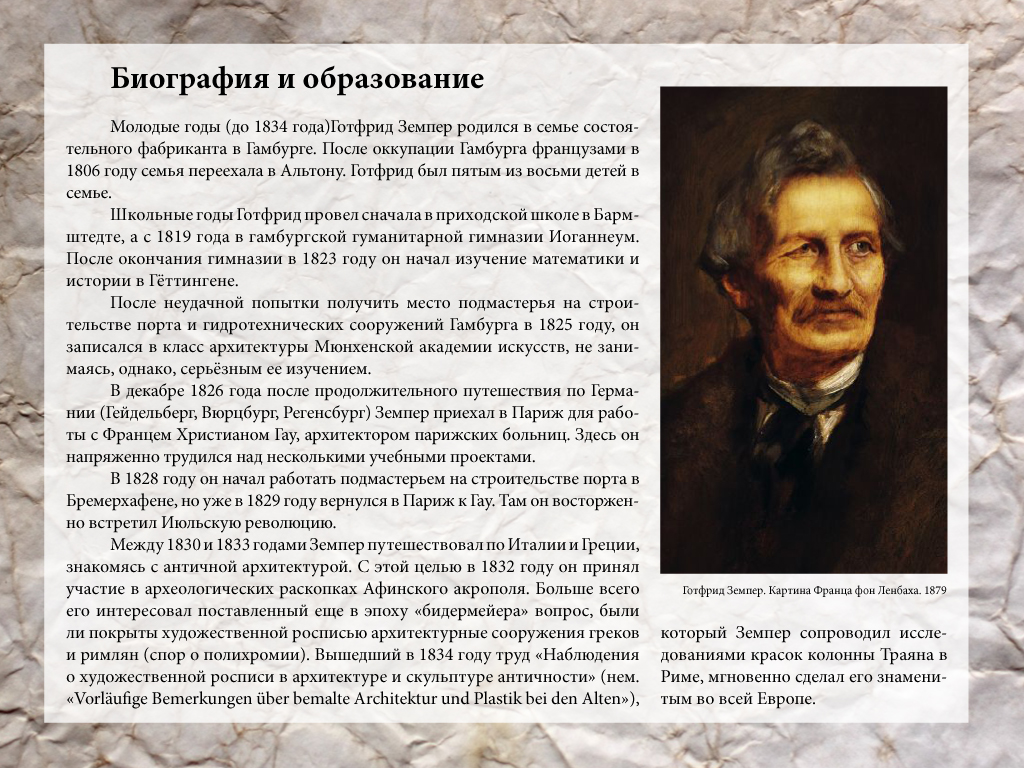 Биография и образование
Молодые годы (до 1834 года)Готфрид Земпер родился в семье состоя-
тельного фабриканта в Гамбурге. После оккупации Гамбурга французами в
1806 году семья переехала в Альтону. Готфрид был пятым из восьми детей в
семье.
Школьные годы Готфрид провел сначала в приходской школе в Барм-
штедте, а с 1819 года в гамбургской гуманитарной гимназии Иоганнеум.
После окончания гимназии в 1823 году он начал изучение математики и
истории в Гёттингене.
После неудачной попытки получить место подмастерья на строи-
тельстве порта и гидротехнических сооружений Гамбурга в 1825 году, он
записался в класс архитектуры Мюнхенской академии искусств, не зани-
маясь, однако, серьёзным ее изучением.
В декабре 1826 года после продолжительного путешествия по Герма-
нии (Гейдельберг, Вюрцбург, Регенсбург) Земпер приехал в Париж для рабо-
ты с Францем Христианом Гау, архитектором парижских больниц. Здесь он
напряженно трудился над несколькими учебными проектами.
В 1828 году он начал работать подмастерьем на строительстве порта в
Бремерхафене, но уже в 1829 году вернулся в Париж к Гау. Там он восторжен-
но встретил Июльскую революцию.
Между 1830 и 1833 годами Земпер путешествовал по Италии и Греции,
знакомясь с античной архитектурой. С этой целью в 1832 году он принял
участие в археологических раскопках Афинского акрополя. Больше всего
его интересовал поставленный еще в эпоху «бидермейера» вопрос, были
ли покрыты художественной росписью архитектурные сооружения греков
и римлян (спор о полихромии). Вышедший в 1834 году труд «Наблюдения
о художественной росписи в архитектуре и скульптуре античности» (нем.
«Vorläufige Bemerkungen über bemalte Architektur und Plastik bei den Alten»),
Готфрид Земпер. Картина Франца фон Ленбаха. 1879
который Земпер сопроводил иссле-
дованиями красок колонны Траяна в
Риме, мгновенно сделал его знамени-
тым во всей Европе.